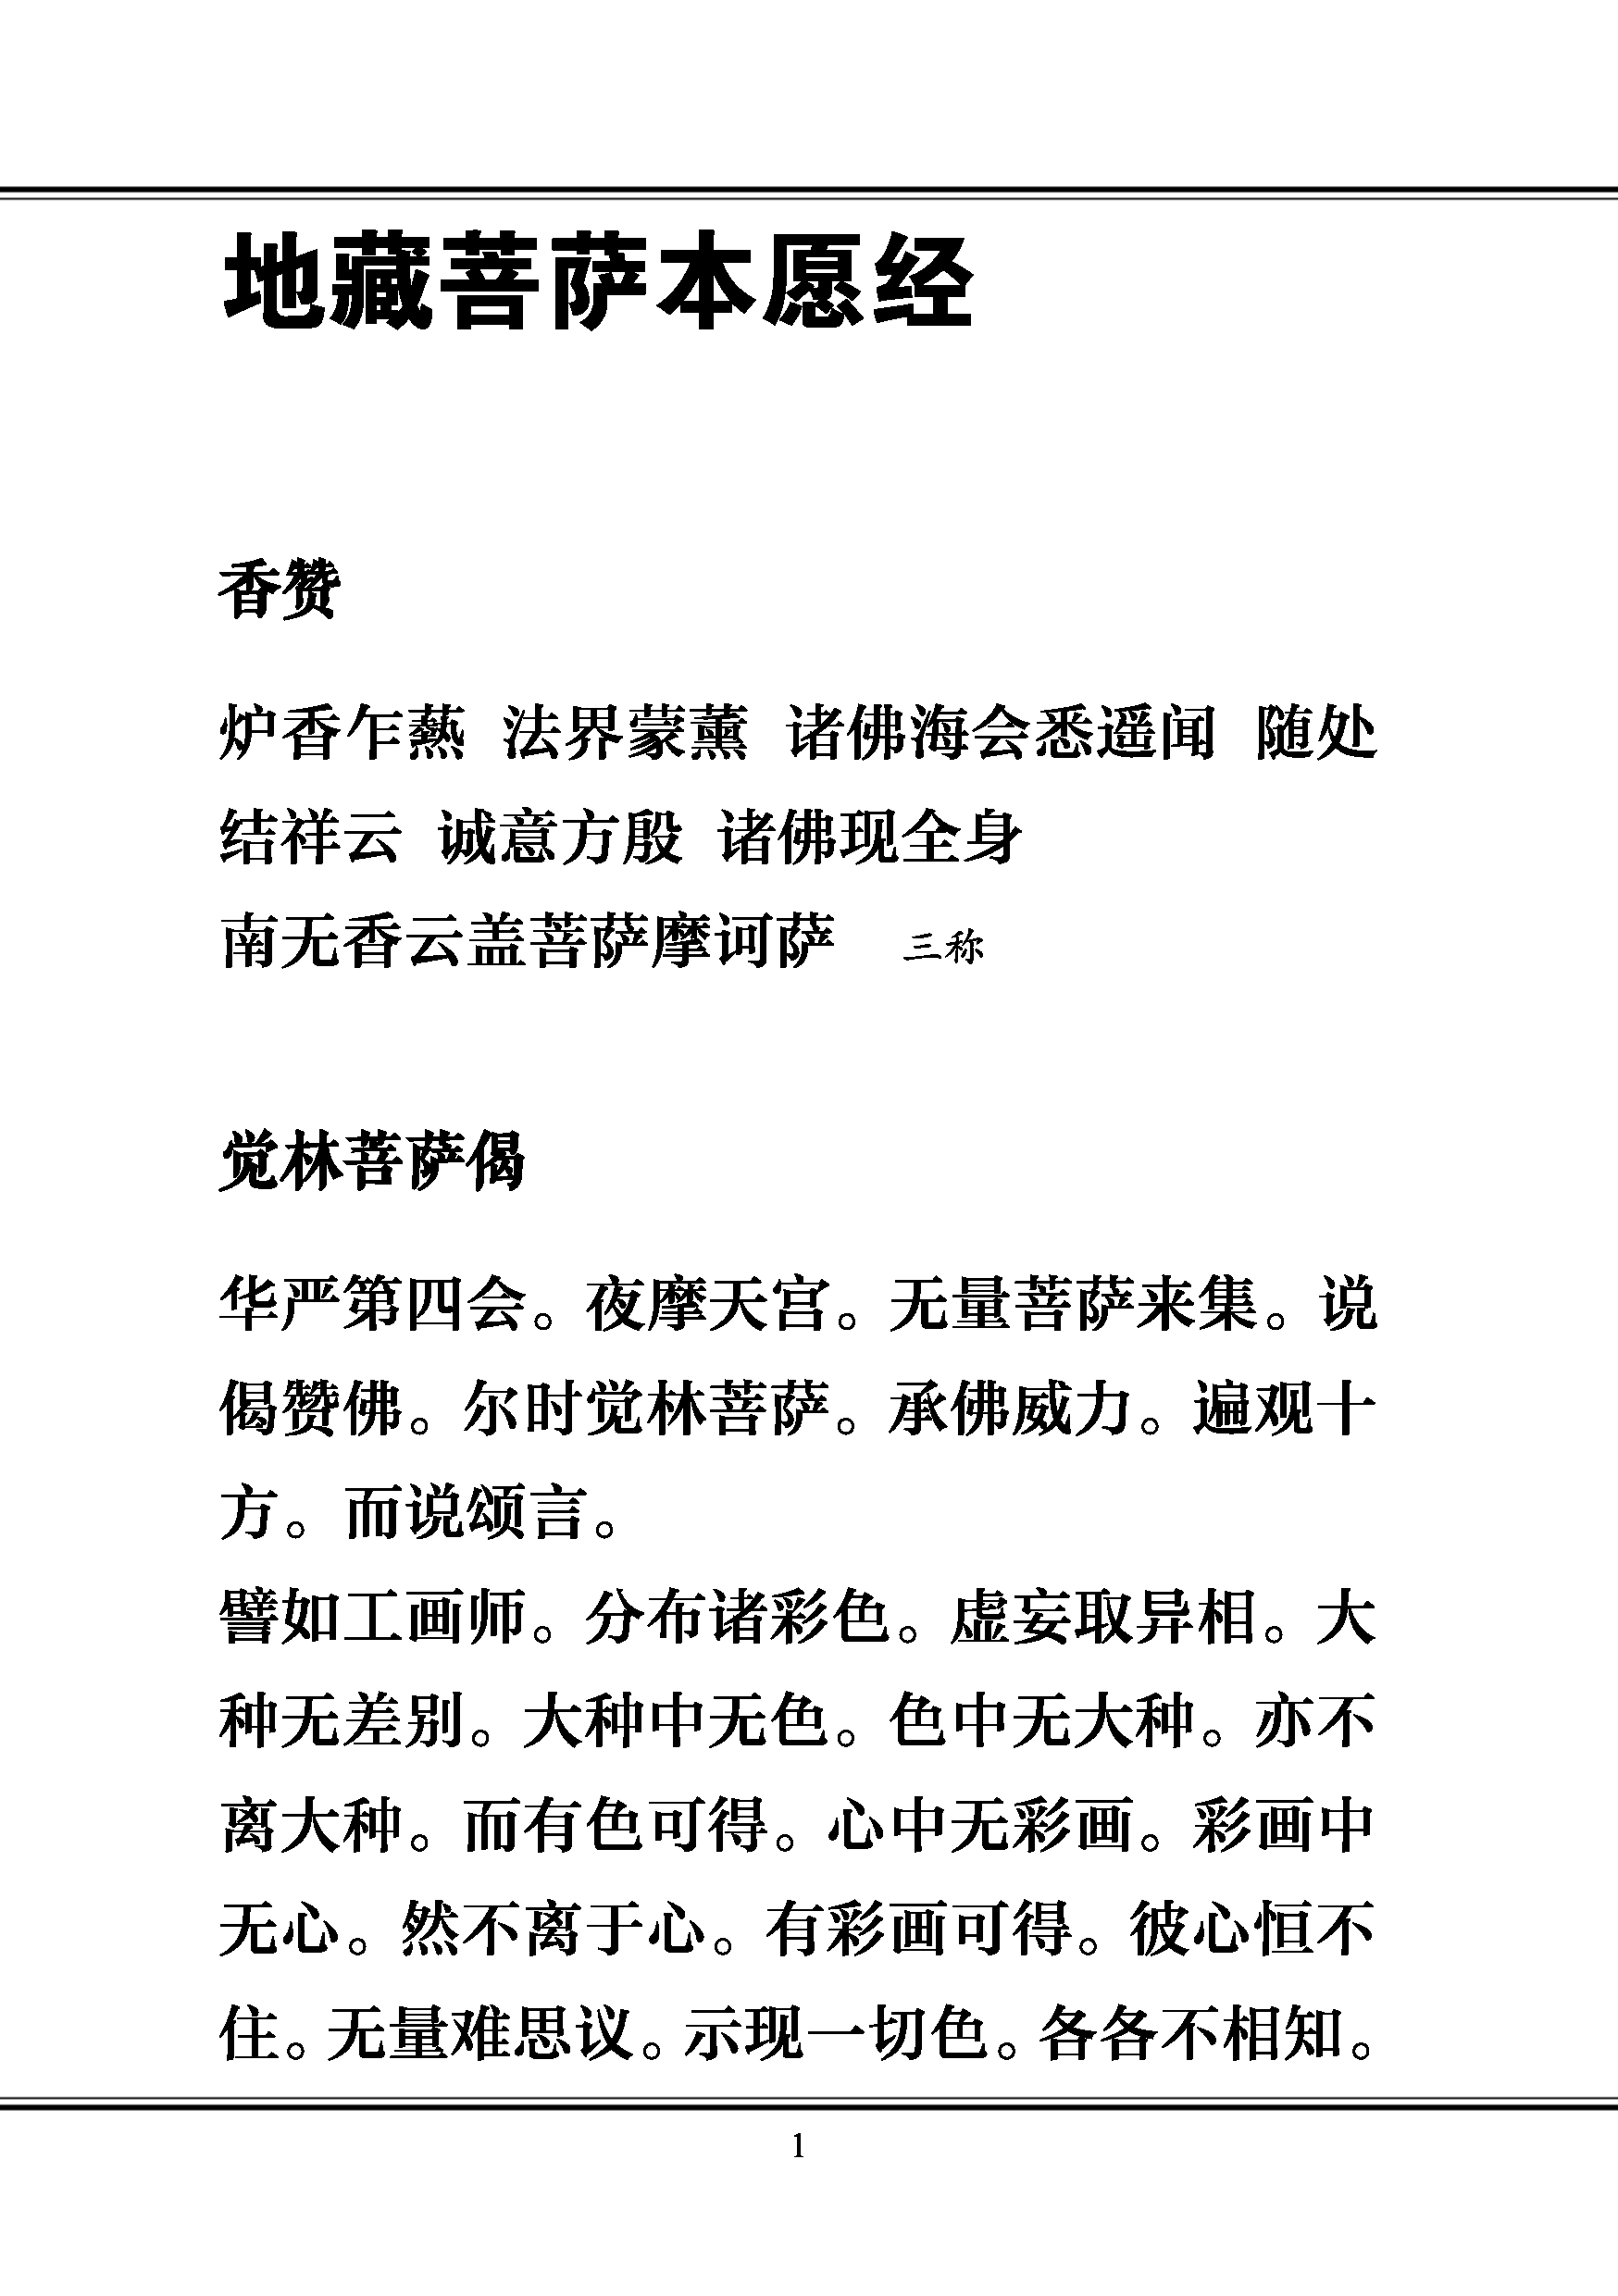 地藏菩萨本愿经
香赞
炉香乍爇 法界蒙薰 诸佛海会悉遥闻 随处
结祥云 诚意方殷 诸佛现全身
南无香云盖菩萨摩诃萨 三称
觉林菩萨偈
华严第四会。夜摩天宫。无量菩萨来集。说
偈赞佛。尔时觉林菩萨。承佛威力。遍观十
方。而说颂言。
譬如工画师。分布诸彩色。虚妄取异相。大
种无差别。大种中无色。色中无大种。亦不
离大种。而有色可得。心中无彩画。彩画中
无心。然不离于心。有彩画可得。彼心恒不
住。无量难思议。示现一切色。各各不相知。
1